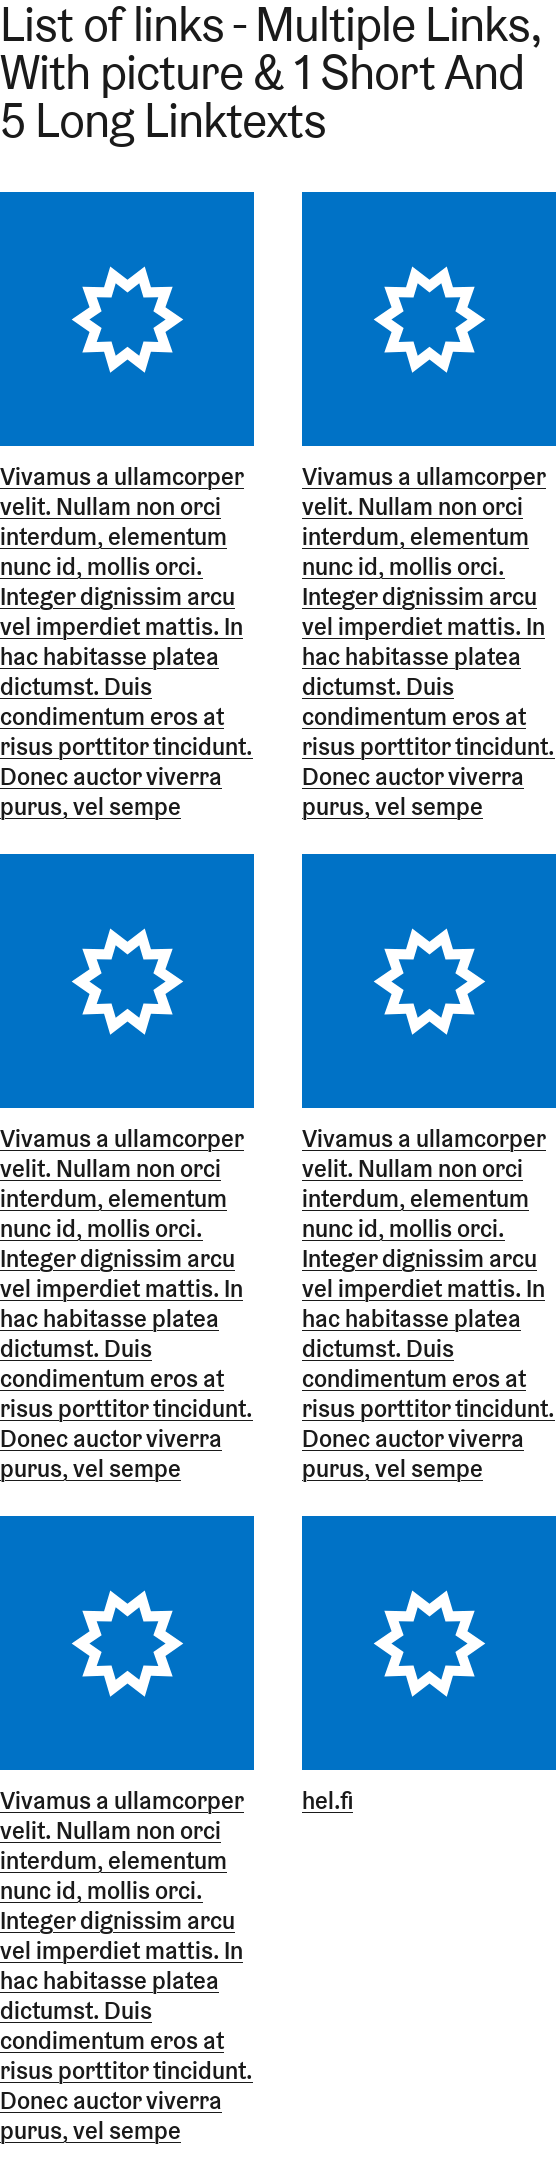 List of links - Multiple Links,
With picture & 1 Short And
5 Long Linktexts
Vivamus a ullamcorper
velit. Nullam non orci
interdum, elementum
nunc id, mollis orci.
Integer dignissim arcu
vel imperdiet mattis. In
hac habitasse platea
dictumst. Duis
condimentum eros at
risus porttitor tincidunt.
Donec auctor viverra
purus, vel sempe
Vivamus a ullamcorper
velit. Nullam non orci
interdum, elementum
nunc id, mollis orci.
Integer dignissim arcu
vel imperdiet mattis. In
hac habitasse platea
dictumst. Duis
condimentum eros at
risus porttitor tincidunt.
Donec auctor viverra
purus, vel sempe
Vivamus a ullamcorper
velit. Nullam non orci
interdum, elementum
nunc id, mollis orci.
Integer dignissim arcu
vel imperdiet mattis. In
hac habitasse platea
dictumst. Duis
condimentum eros at
risus porttitor tincidunt.
Donec auctor viverra
purus, vel sempe
Vivamus a ullamcorper
velit. Nullam non orci
interdum, elementum
nunc id, mollis orci.
Integer dignissim arcu
vel imperdiet mattis. In
hac habitasse platea
dictumst. Duis
condimentum eros at
risus porttitor tincidunt.
Donec auctor viverra
purus, vel sempe
Vivamus a ullamcorper
velit. Nullam non orci
interdum, elementum
nunc id, mollis orci.
Integer dignissim arcu
vel imperdiet mattis. In
hac habitasse platea
dictumst. Duis
condimentum eros at
risus porttitor tincidunt.
Donec auctor viverra
purus, vel sempe
hel.fi